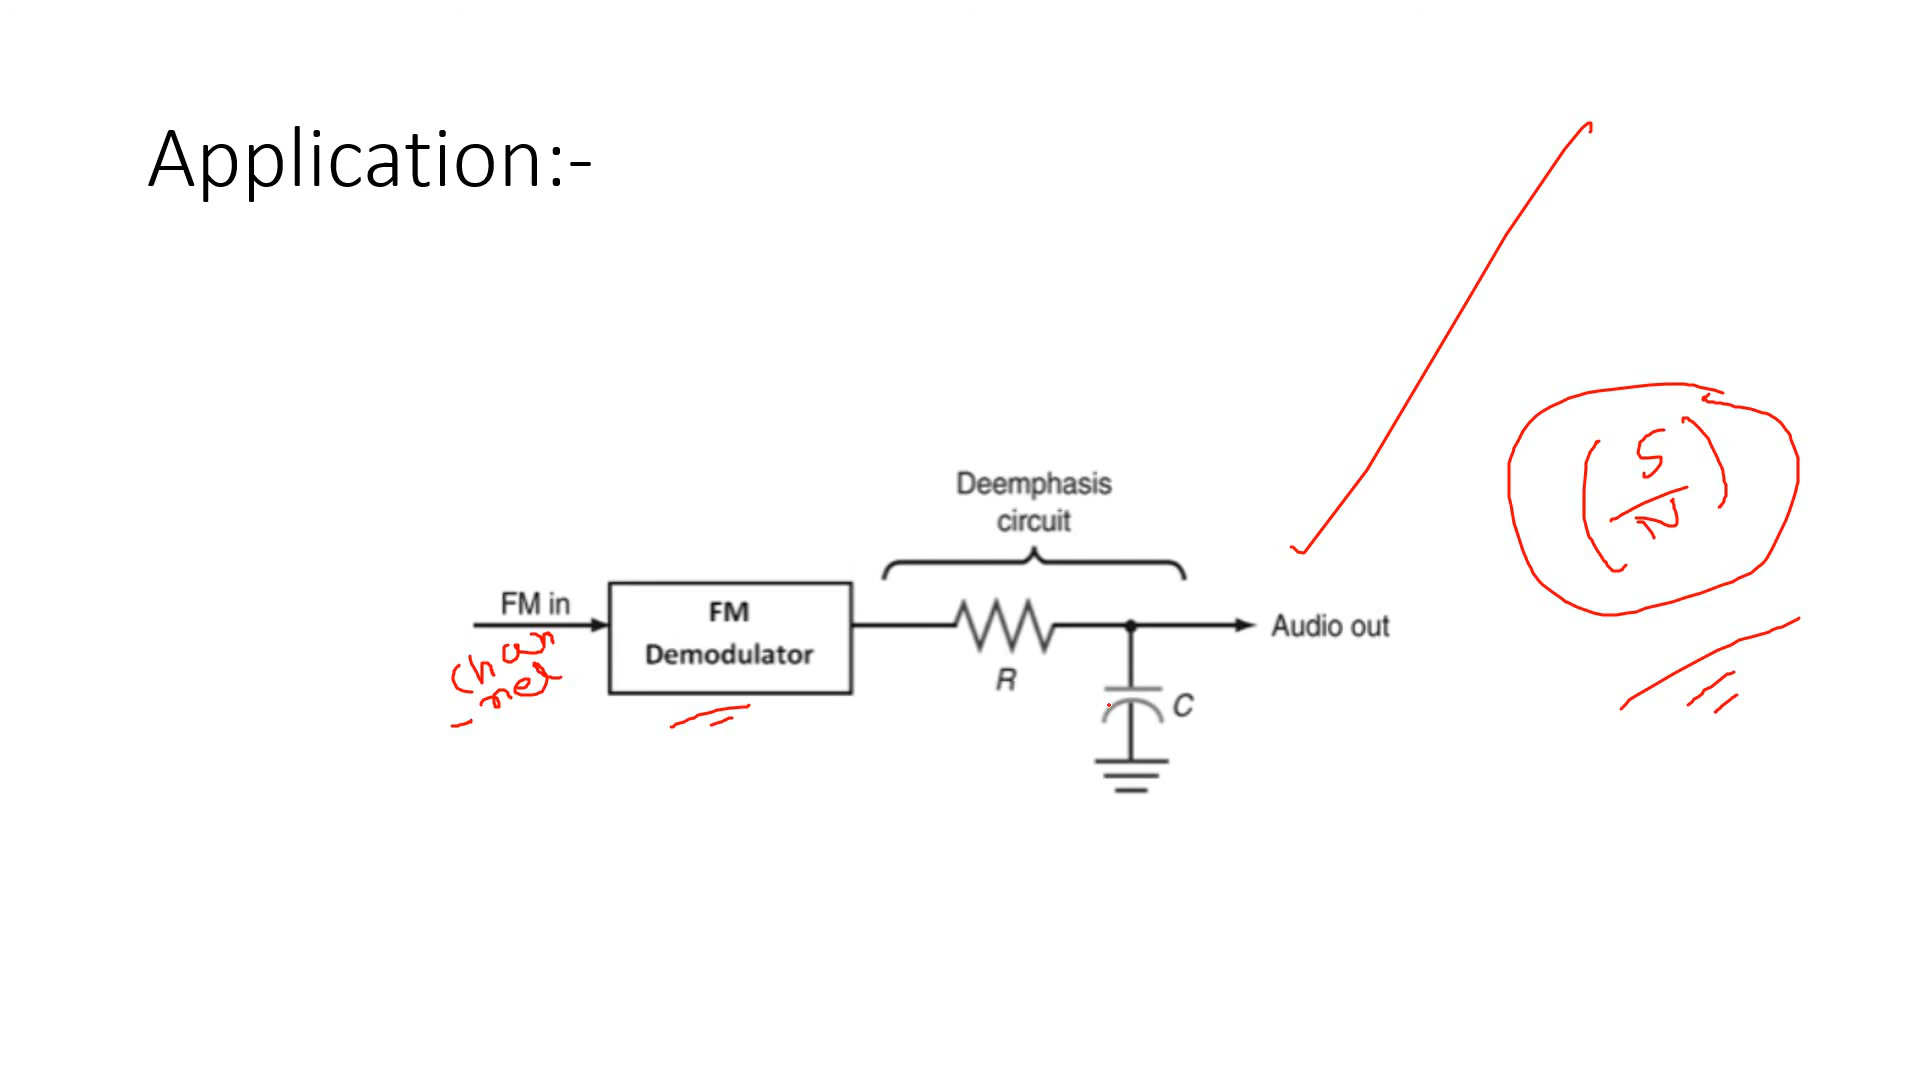 Application:-
Deemphasis
circuit
FM in
FM
Demodulator
R
C
Audio out
chan
-nel
(S/N)